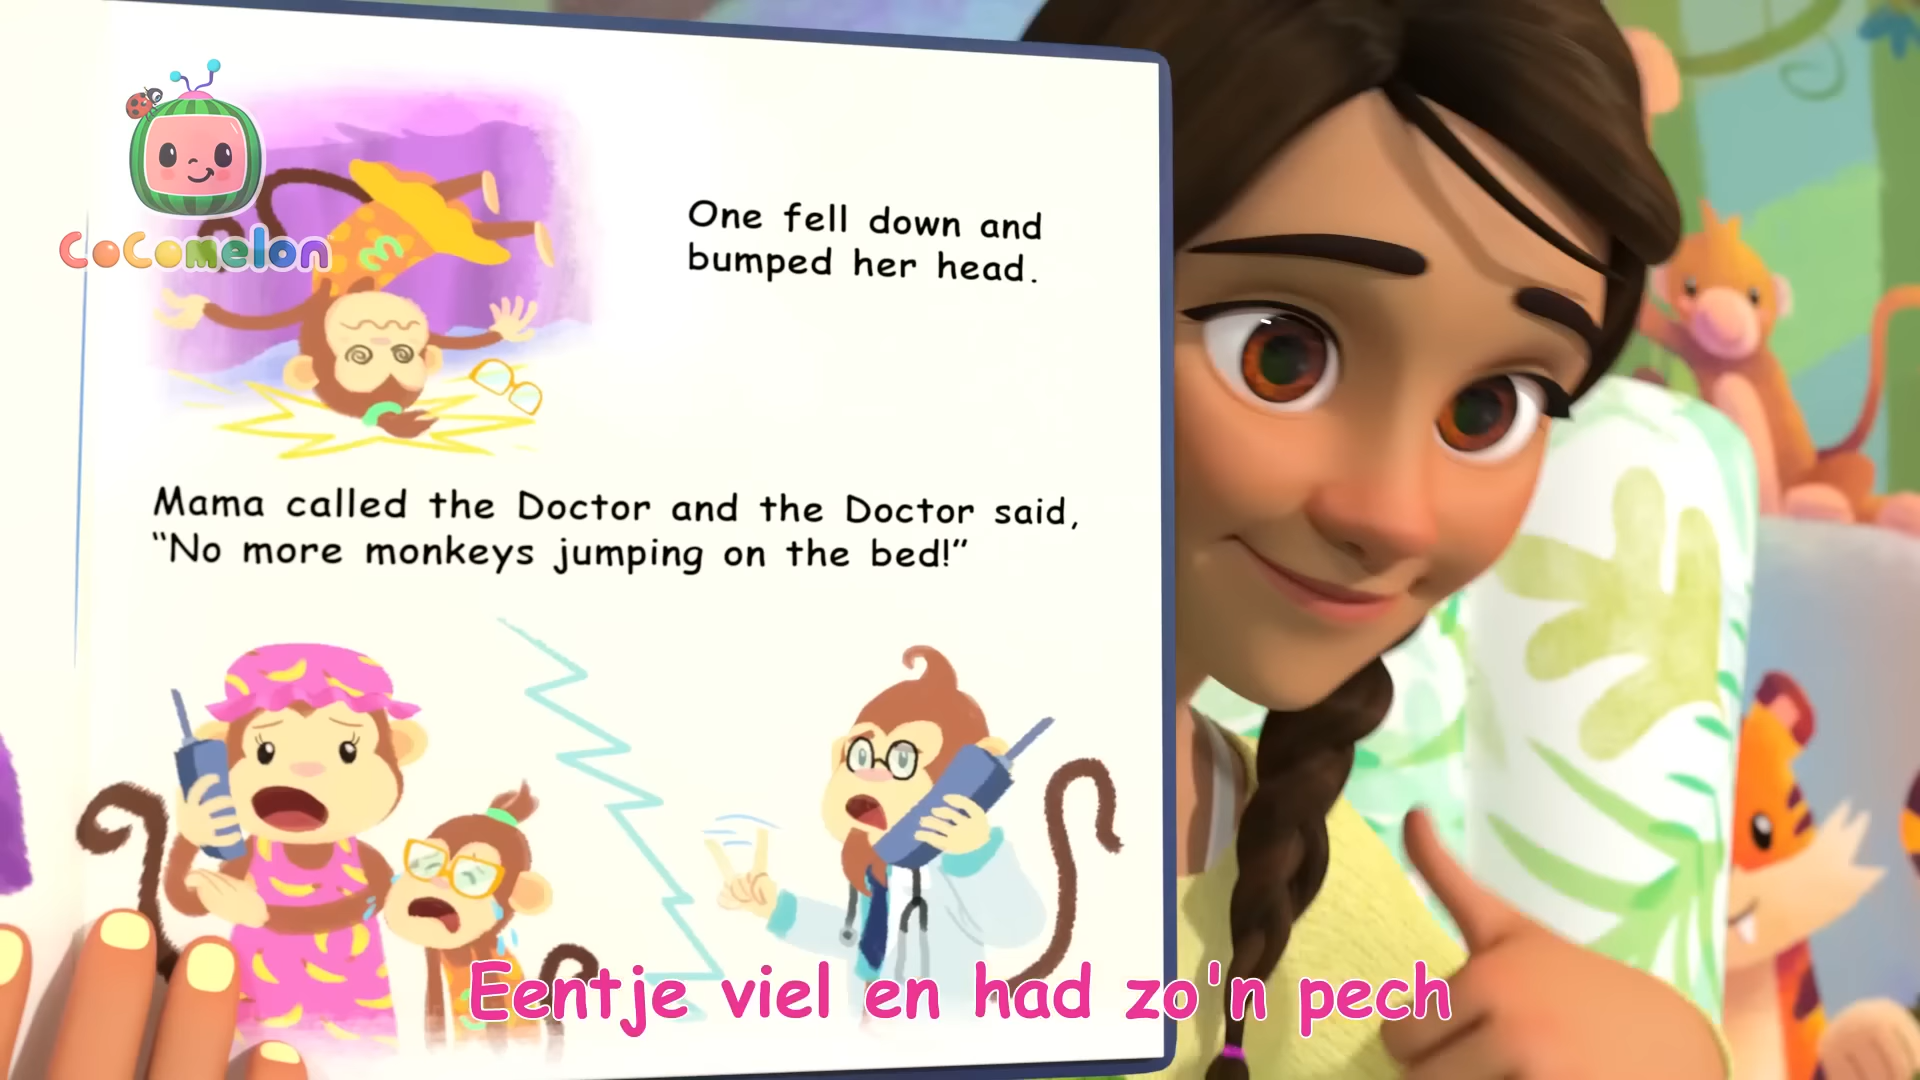 CoComelon
One fell down and
bumped her head.
Mama called the Doctor and the Doctor said,
“No more monkeys jumping on the bed!”
Eentje viel en had zo'n pech